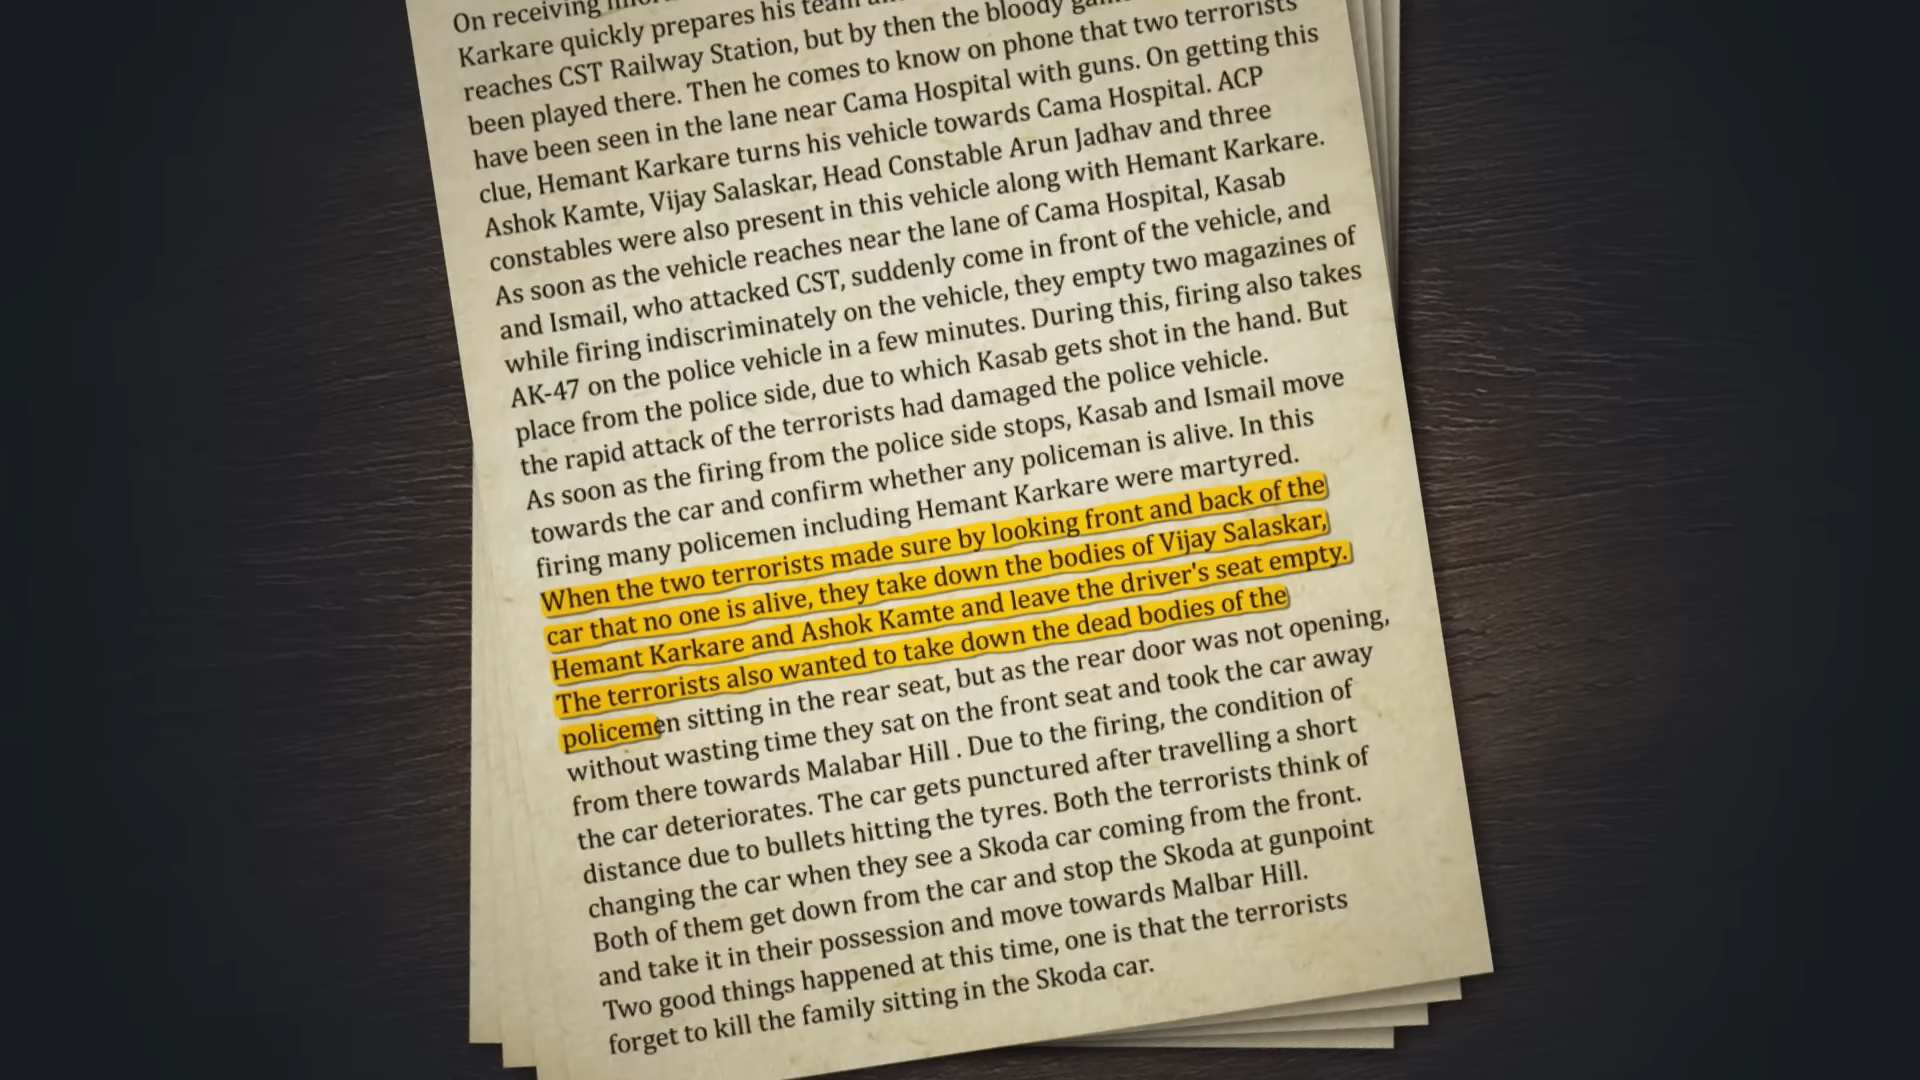 On receiving
Karkare quickly prepares his team
reaches CST Railway Station, but by then the bloody
been played there. Then he comes to know on phone that two terrorists
have been seen in the lane near Cama Hospital with guns. On getting this
clue, Hemant Karkare turns his vehicle towards Cama Hospital. ACP
Ashok Kamte, Vijay Salaskar, Head Constable Arun Jadhav and three
constables were also present in this vehicle along with Hemant Karkare.
As soon as the vehicle reaches near the lane of Cama Hospital, Kasab
and Ismail, who attacked CST, suddenly come in front of the vehicle, and
while firing indiscriminately on the vehicle, they empty two magazines of
AK-47 on the police vehicle in a few minutes. During this, firing also takes
place from the police side, due to which Kasab gets shot in the hand. But
the rapid attack of the terrorists had damaged the police vehicle.
As soon as the firing from the police side stops, Kasab and Ismail move
towards the car and confirm whether any policeman is alive. In this
firing many policemen including Hemant Karkare were martyred.
When the two terrorists made sure by looking front and back of the
car that no one is alive, they take down the bodies of Vijay Salaskar,
Hemant Karkare and Ashok Kamte and leave the driver's seat empty.
The terrorists also wanted to take down the dead bodies of the
policemen sitting in the rear seat, but as the rear door was not opening,
without wasting time they sat on the front seat and took the car away
from there towards Malabar Hill . Due to the firing, the condition of
the car deteriorates. The car gets punctured after travelling a short
distance due to bullets hitting the tyres. Both the terrorists think of
changing the car when they see a Skoda car coming from the front.
Both of them get down from the car and stop the Skoda at gunpoint
and take it in their possession and move towards Malbar Hill.
Two good things happened at this time, one is that the terrorists
forget to kill the family sitting in the Skoda car.